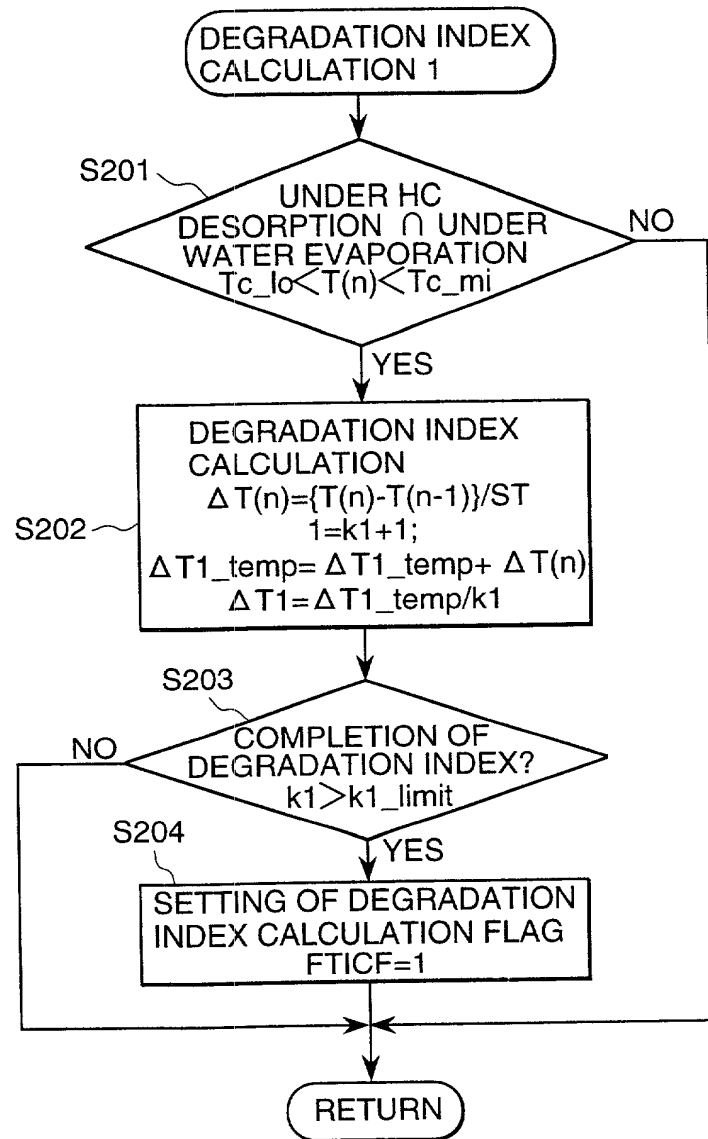 DEGRADATION INDEX
CALCULATION 1
S201
UNDER HC
DESORPTION ∩ UNDER
WATER EVAPORATION
Tc_lo<T(n)<Tc_mi
NO
YES
DEGRADATION INDEX
CALCULATION
ΔT(n)={T(n)-T(n-1)}/ST
1=k1+1;
ΔT1_temp= ΔT1_temp+ ΔT(n)
ΔT1=ΔT1_temp/k1
S202
S203
NO
COMPLETION OF
DEGRADATION INDEX?
k1>k1_limit
S204
YES
SETTING OF DEGRADATION
INDEX CALCULATION FLAG
FTICF=1
RETURN